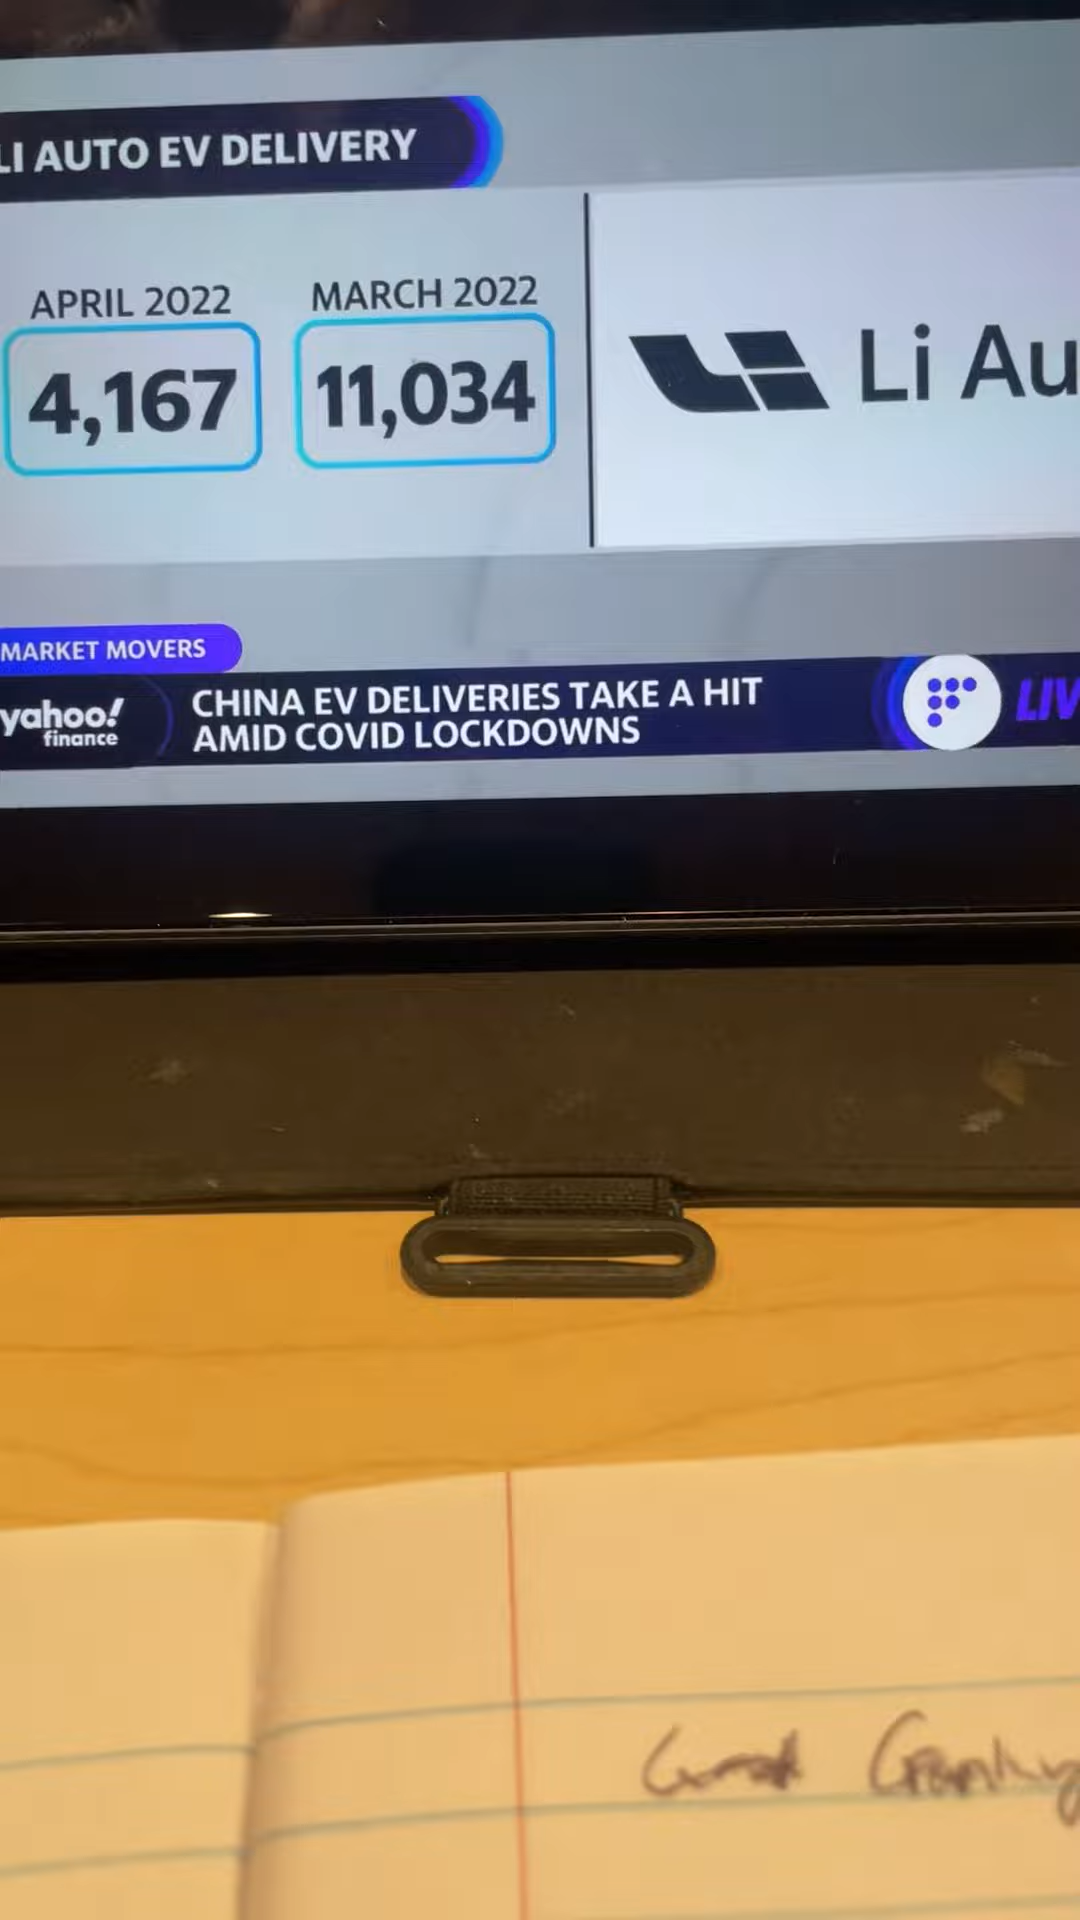 LI AUTO EV DELIVERY
APRIL 2022 MARCH 2022
4,167 11,034
Li Au
MARKET MOVERS
yahoo!
finance
CHINA EV DELIVERIES TAKE A HIT
AMID COVID LOCKDOWNS
LIV